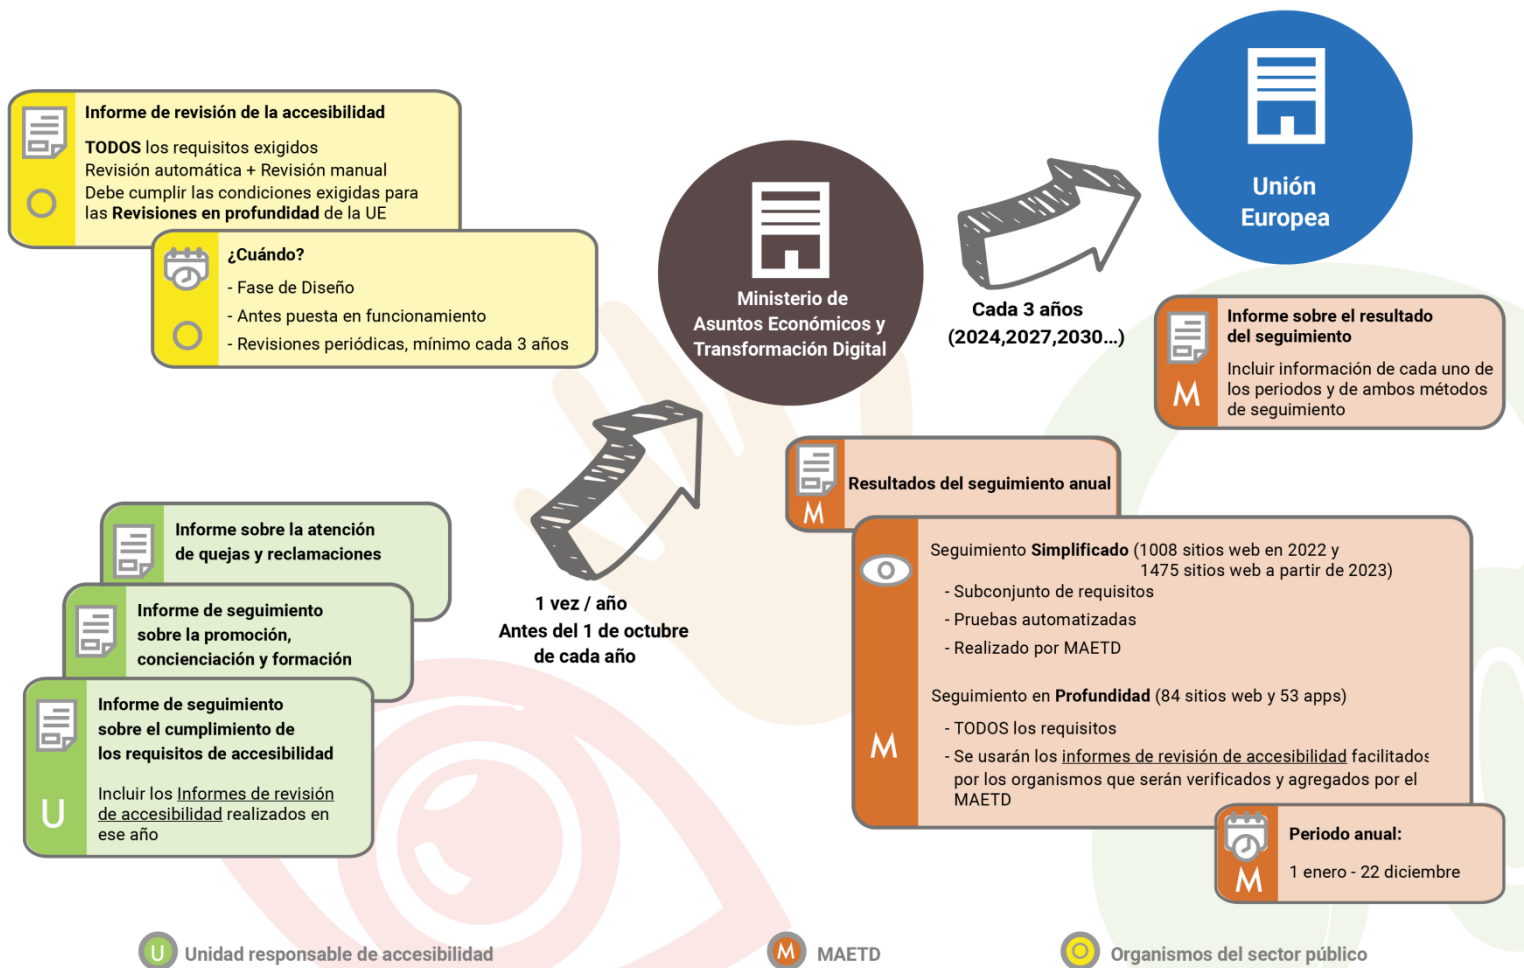 Informe de revisión de la accesibilidad
TODOS los requisitos exigidos
Revisión automática + Revisión manual
Debe cumplir las condiciones exigidas para
las Revisiones en profundidad de la UE
¿Cuándo?
- Fase de Diseño
- Antes puesta en funcionamiento
- Revisiones periódicas, mínimo cada 3 años
Ministerio de
Asuntos Económicos y
Transformación Digital
Cada 3 años
(2024,2027,2030...)
Unión
Europea
Informe sobre el resultado
del seguimiento
Incluir información de cada uno de
los periodos y de ambos métodos
de seguimiento
M
Informe sobre la atención
de quejas y reclamaciones
Informe de seguimiento
sobre la promoción,
concienciación y formación
Informe de seguimiento
sobre el cumplimiento de
los requisitos de accesibilidad
Incluir los Informes de revisión
de accesibilidad realizados en
ese año
U
1 vez / año
Antes del 1 de octubre
de cada año
Resultados del seguimiento anual
M
Seguimiento Simplificado (1008 sitios web en 2022 y
1475 sitios web a partir de 2023)
- Subconjunto de requisitos
- Pruebas automatizadas
- Realizado por MAETD
Seguimiento en Profundidad (84 sitios web y 53 apps)
- TODOS los requisitos
- Se usarán los informes de revisión de accesibilidad facilitados
por los organismos que serán verificados y agregados por el
MAETD
M
Periodo anual:
1 enero - 22 diciembre
M
U Unidad responsable de accesibilidad
M MAETD
O Organismos del sector público